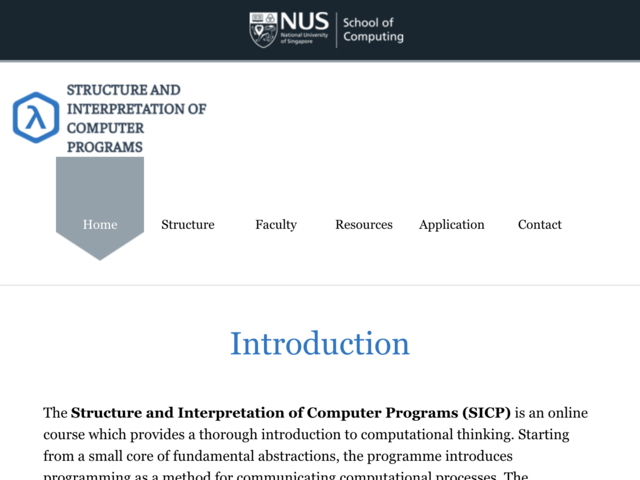 NUS
National University
of Singapore
School of
Computing
STRUCTURE AND
INTERPRETATION OF
COMPUTER
PROGRAMS
Home Structure Faculty Resources Application Contact
Introduction
The Structure and Interpretation of Computer Programs (SICP) is an online
course which provides a thorough introduction to computational thinking. Starting
from a small core of fundamental abstractions, the programme introduces
programming as a method for communicating computational processes. The